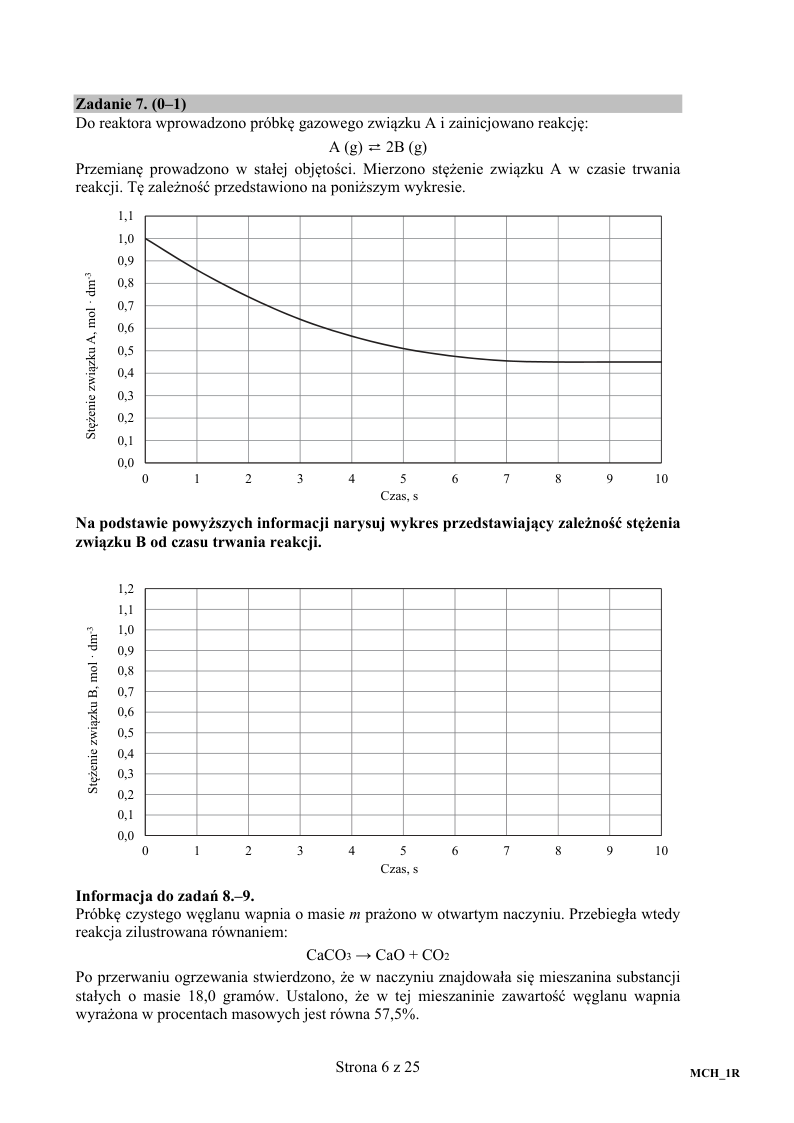 Zadanie 7. (0–1)
Do reaktora wprowadzono próbkę gazowego związku A i zainicjowano reakcję:
A (g) ⇄ 2B (g)
Przemianę prowadzono w stałej objętości. Mierzono stężenie związku A w czasie trwania
reakcji. Tę zależność przedstawiono na poniższym wykresie.
1,1
1,0
0,9
0,8
0,7
0,6
0,5
0,4
0,3
0,2
0,1
0,0
Stężenie związku A, mol · dm⁻³
0 1 2 3 4 5 6 7 8 9 10
Czas, s
Na podstawie powyższych informacji narysuj wykres przedstawiający zależność stężenia
związku B od czasu trwania reakcji.
1,2
1,1
1,0
0,9
0,8
0,7
0,6
0,5
0,4
0,3
0,2
0,1
0,0
Stężenie związku B, mol · dm⁻³
0 1 2 3 4 5 6 7 8 9 10
Czas, s
Informacja do zadań 8.–9.
Próbkę czystego węglanu wapnia o masie m prażono w otwartym naczyniu. Przebiegła wtedy
reakcja zilustrowana równaniem:
CaCO₃ → CaO + CO₂
Po przerwaniu ogrzewania stwierdzono, że w naczyniu znajdowała się mieszanina substancji
stałych o masie 18,0 gramów. Ustalono, że w tej mieszaninie zawartość węglanu wapnia
wyrażona w procentach masowych jest równa 57,5%.
Strona 6 z 25
MCH_1R